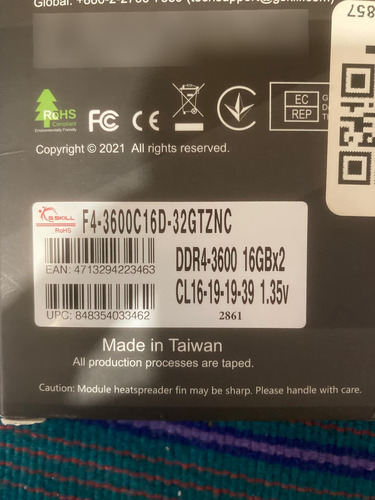 RoHS
Compliant
Environmentally Friendly
FC CE
EC
REP
Copyright © 2021 All rights reserved.
G.SKILL
RoHS
F4-3600C16D-32GTZNC
EAN: 4713294223463
DDR4-3600 16GBx2
CL16-19-19-39 1.35v
UPC: 848354033462
2861
Made in Taiwan
All production processes are taped.
Caution: Module heatspreader fin may be sharp. Please handle with care.